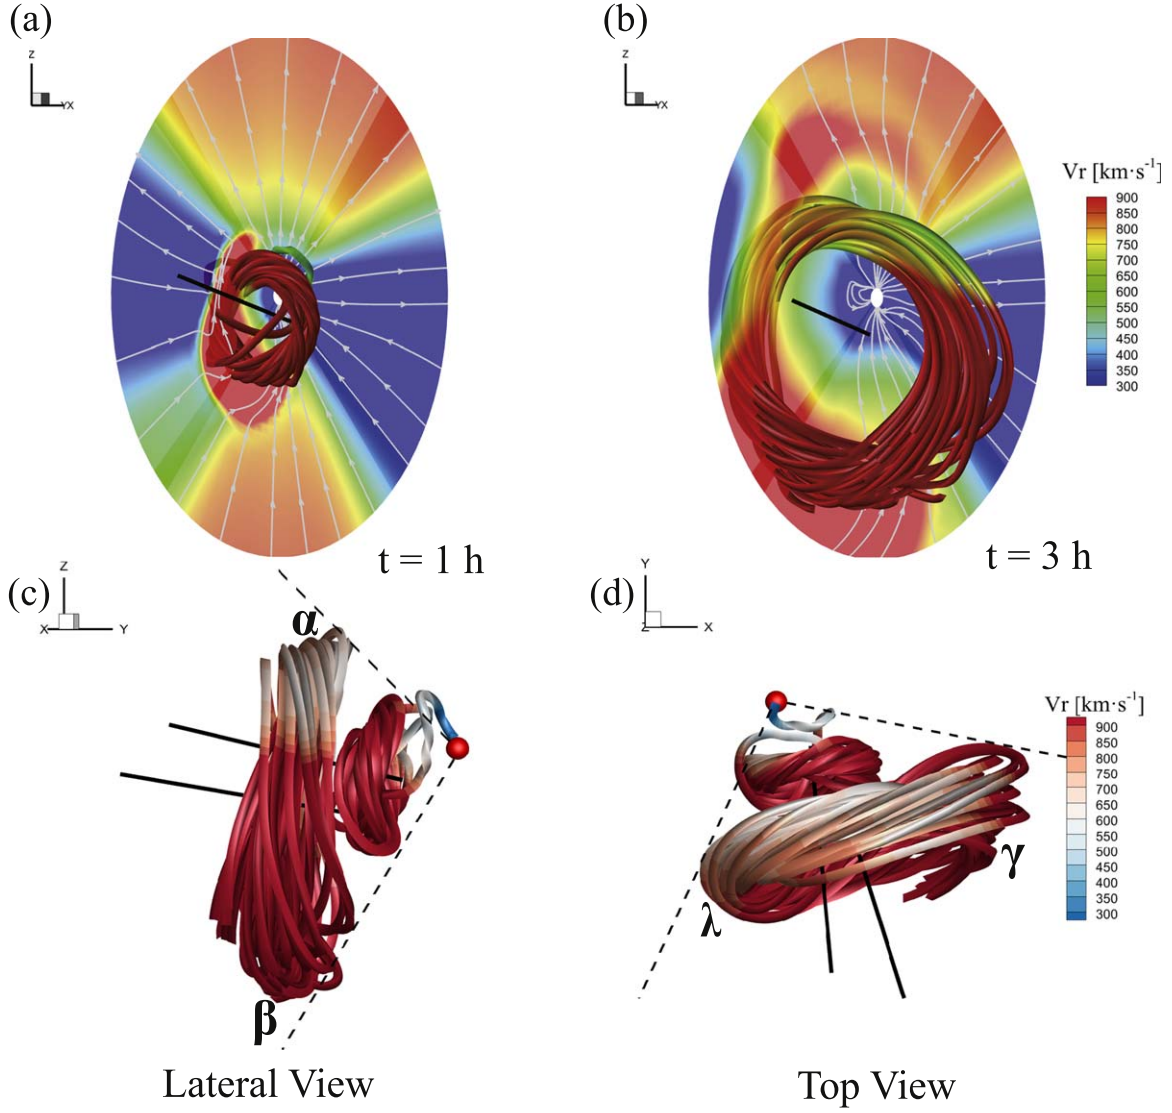 (a)
(b)
Z
YX
Z
YX
Vr [km·s⁻¹]
900
850
800
750
700
650
600
550
500
450
400
350
300
t = 1 h
t = 3 h
(c)
Z
X
Y
α
β
Lateral View
(d)
Y
Z
X
λ
γ
Vr [km·s⁻¹]
900
850
800
750
700
650
600
550
500
450
400
350
300
Top View